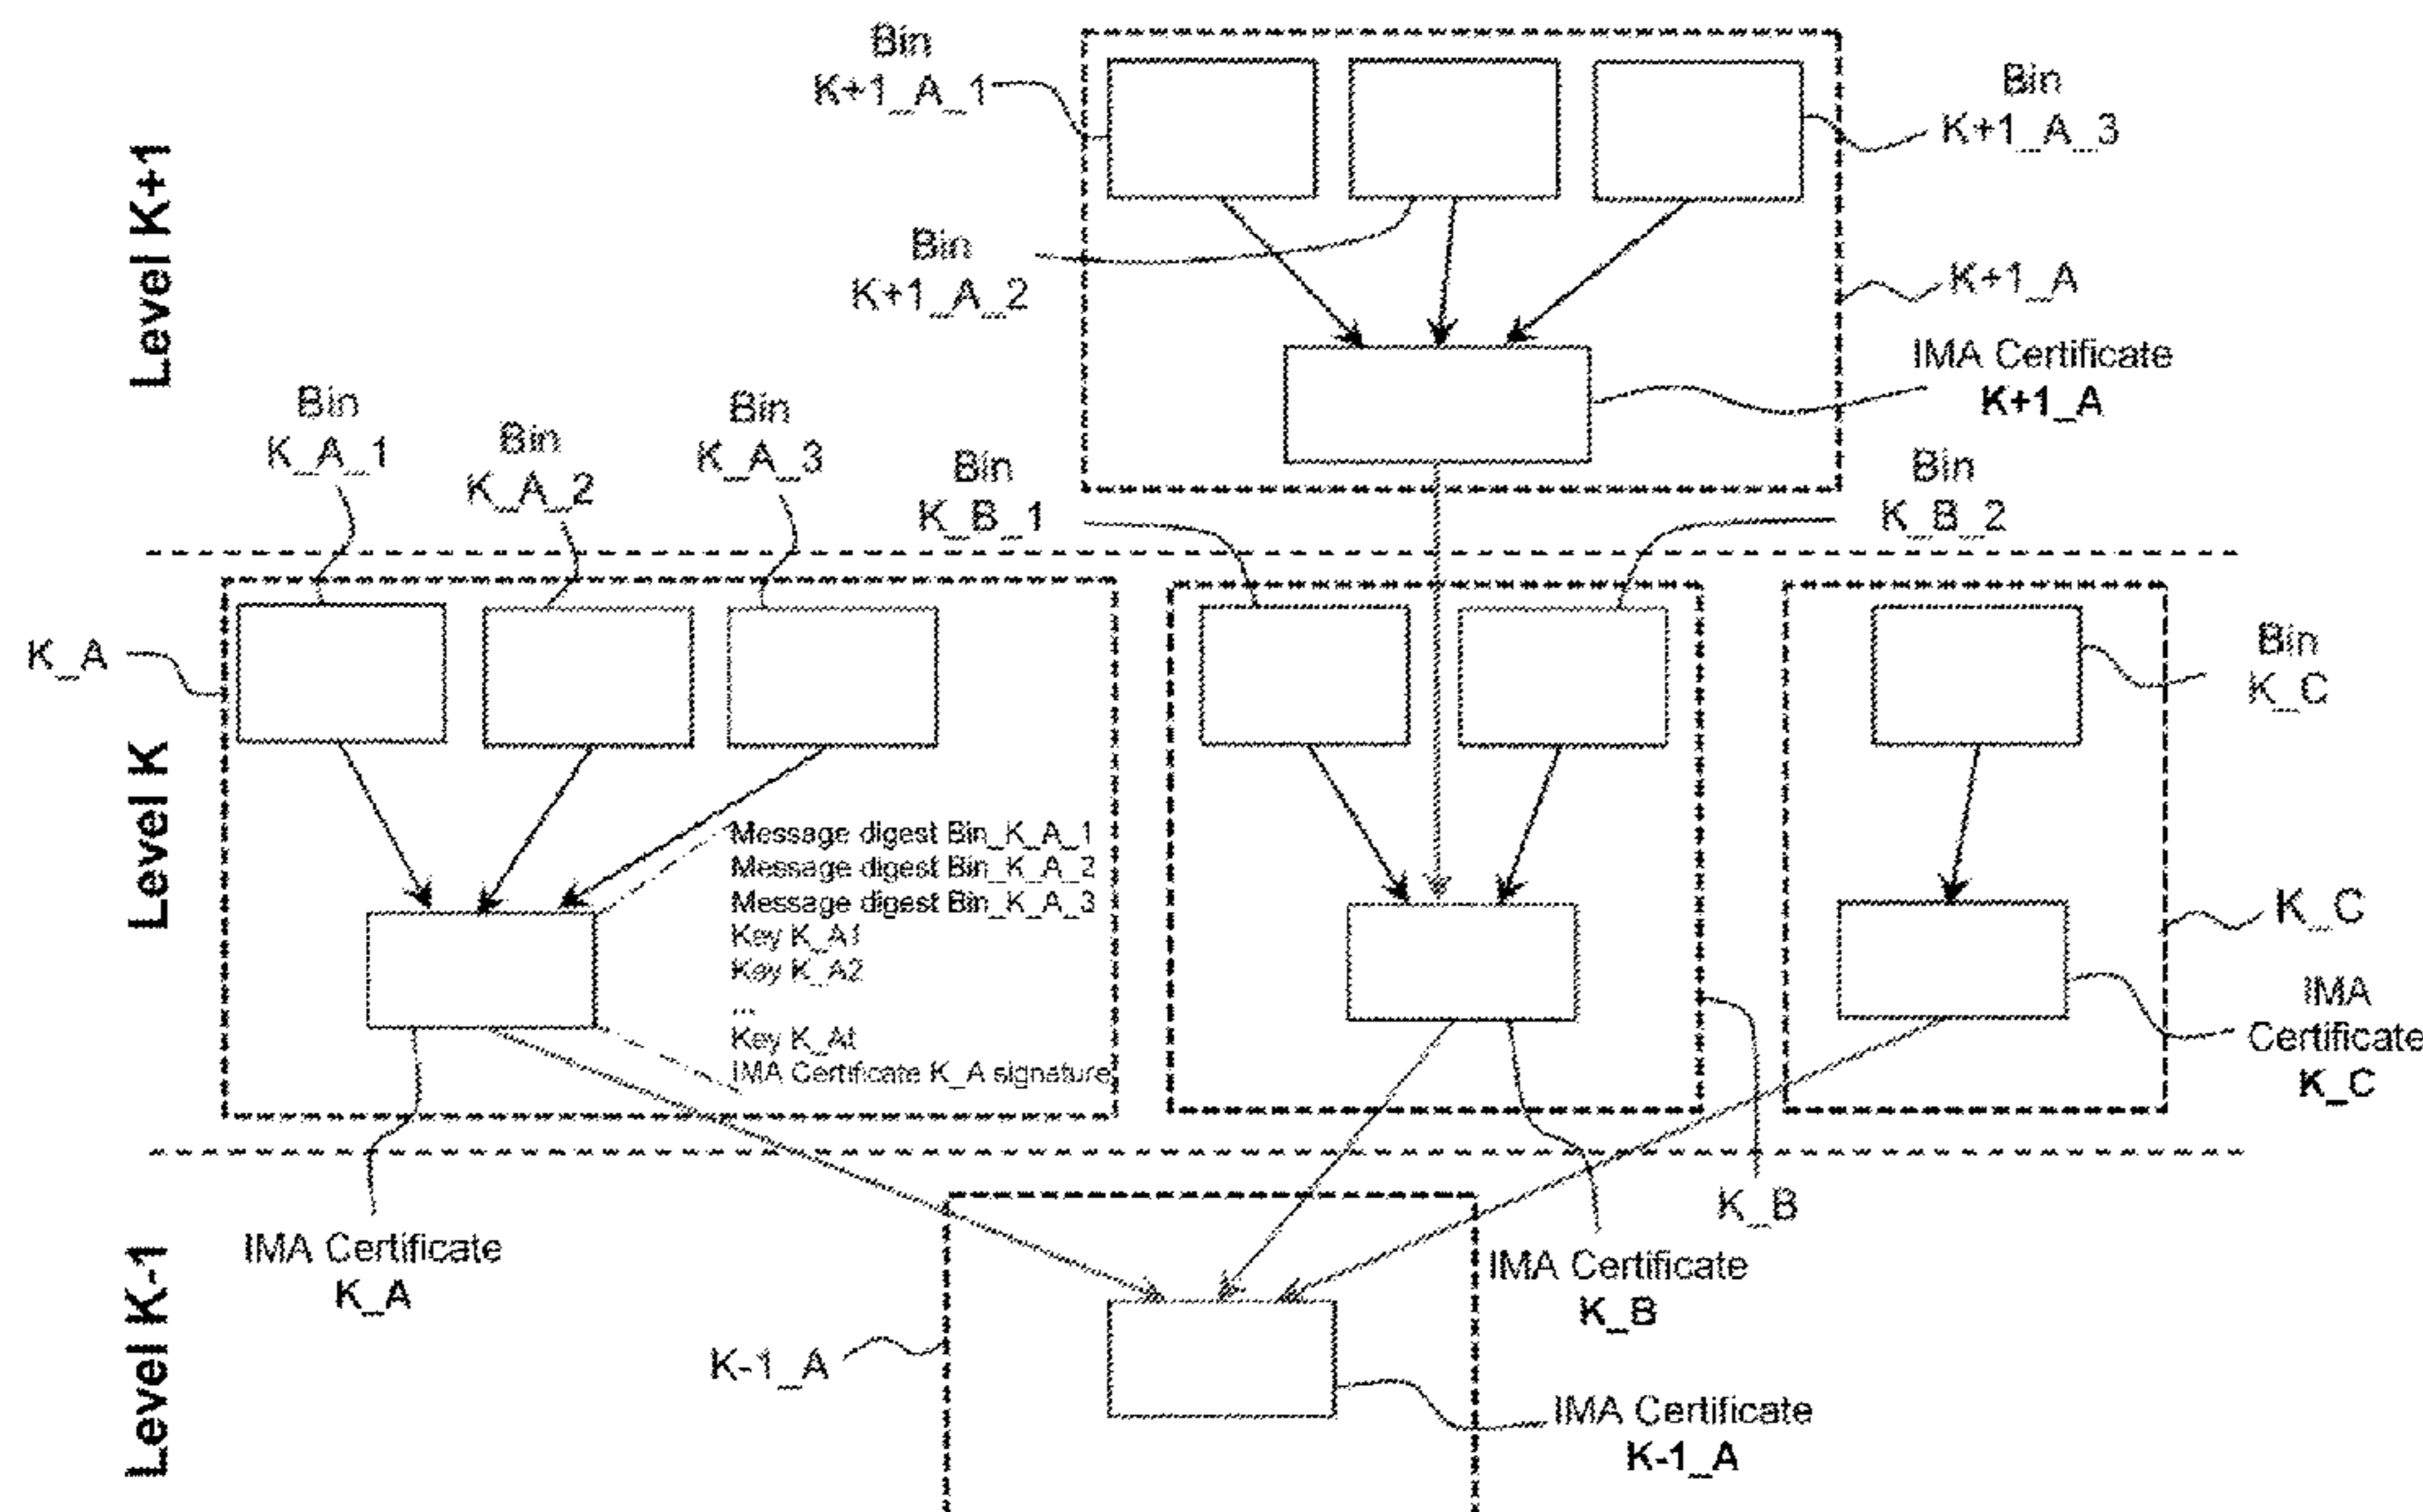 Level K+1
Bin
K+1_A_1
Bin
K+1_A_3
Bin
K+1_A_2
K+1_A
IMA Certificate
K+1_A
Bin
K_A_1
Bin
K_A_2
Bin
K_A_3
Bin
K_B_1
Bin
K_B_2
Level K
K_A
Bin
K_C
Message digest Bin_K_A_1
Message digest Bin_K_A_2
Message digest Bin_K_A_3
Key K_A1
Key K_A2
...
Key K_At
IMA Certificate K_A signature
K_C
IMA
Certificate
K_C
Level K-1
IMA Certificate
K_A
K_B
IMA Certificate
K_B
K-1_A
IMA Certificate
K-1_A